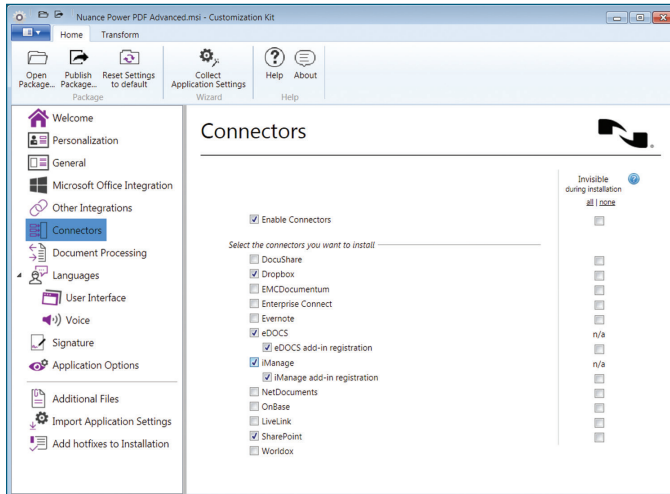 Nuance Power PDF Advanced.msi - Customization Kit
Home Transform
Open Package... Publish Package... Reset Settings to default Collect Application Settings Help About
Package Wizard Help
Welcome
Personalization
General
Microsoft Office Integration
Other Integrations
Connectors
Document Processing
Languages
User Interface
Voice
Signature
Application Options
Additional Files
Import Application Settings
Add hotfixes to Installation
Connectors
Invisible
during installation
all | none
Enable Connectors
Select the connectors you want to install
DocuShare
Dropbox
EMCDocumentum
Enterprise Connect
Evernote
eDOCS n/a
eDOCS add-in registration
iManage n/a
iManage add-in registration
NetDocuments
OnBase
LiveLink
SharePoint
Worldox